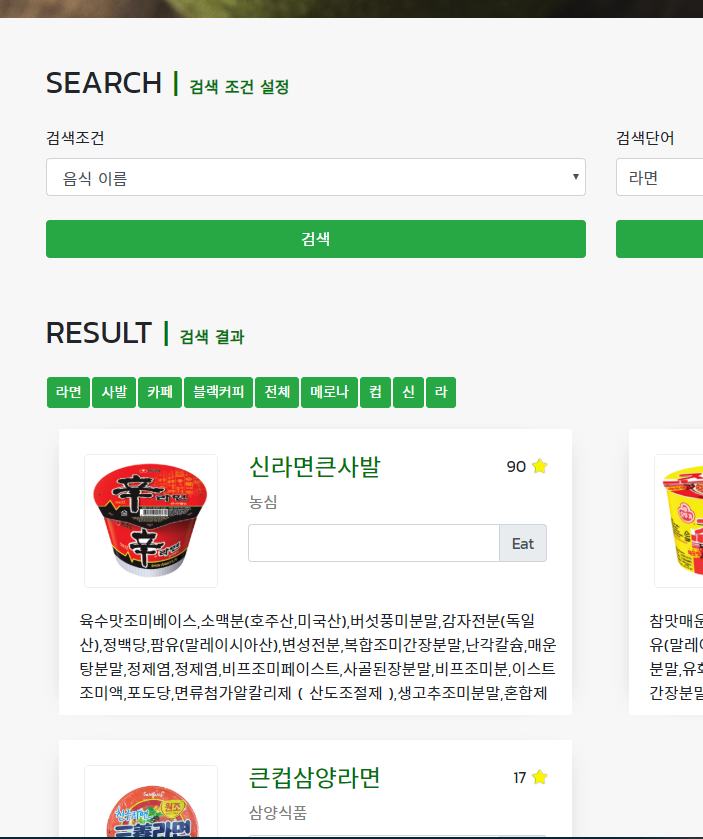 SEARCH | 검색 조건 설정
검색조건
검색단어
음식 이름
라면
검색
RESULT | 검색 결과
라면 사발 카페 블랙커피 전체 메로나 컵 신 라
신라면큰사발
90
농심
Eat
육수맛조미베이스,소맥분(호주산,미국산),버섯풍미분말,감자전분(독일
산),정백당,팜유(말레이시아산),변성전분,복합조미간장분말,난각칼슘,매운
탕분말,정제염,정제염,비프조미페이스트,사골된장분말,비프조미분,이스트
조미액,포도당,면류첨가알칼리제 ( 산도조절제 ),생고추조미분말,혼합제
참맛매운
유(말레이
분말,유화
간장분말
큰컵삼양라면
17
삼양식품